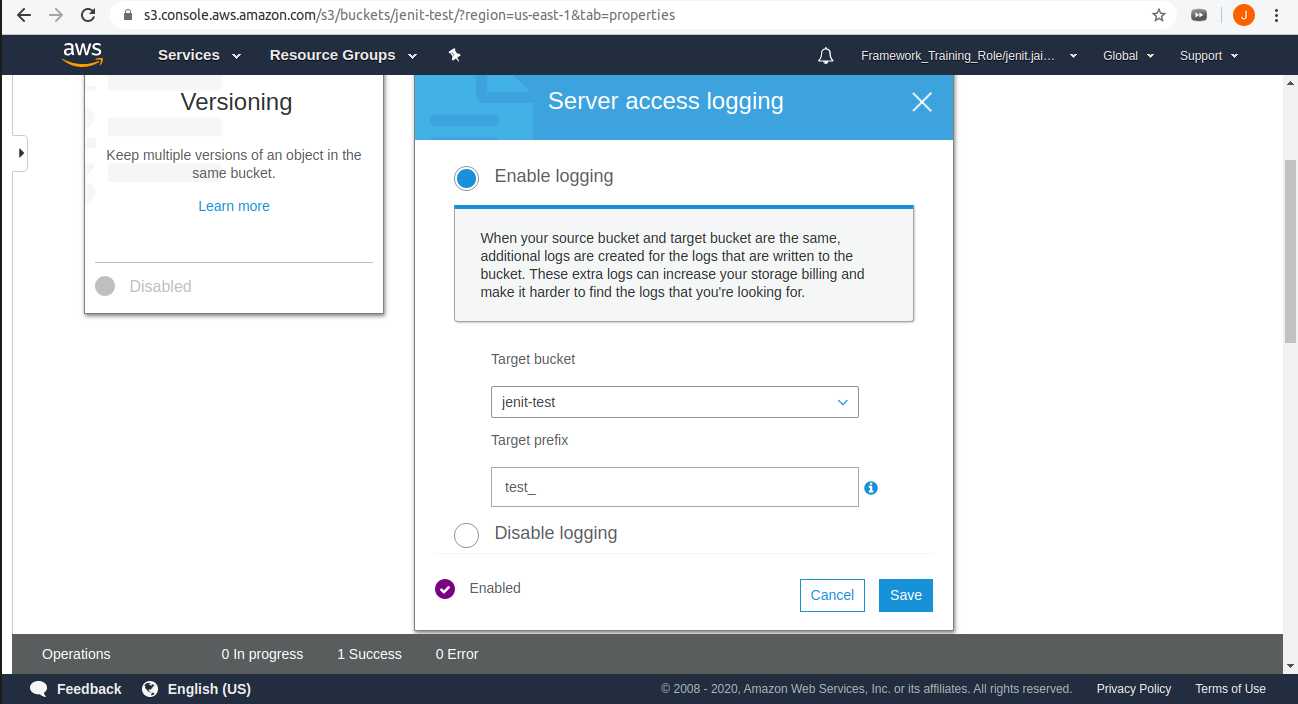 s3.console.aws.amazon.com/s3/buckets/jenit-test/?region=us-east-1&tab=properties
J
aws
Services
Resource Groups
Framework_Training_Role/jenit.jai...
Global
Support
Versioning
Keep multiple versions of an object in the
same bucket.
Learn more
Disabled
Server access logging
Enable logging
When your source bucket and target bucket are the same,
additional logs are created for the logs that are written to the
bucket. These extra logs can increase your storage billing and
make it harder to find the logs that you're looking for.
Target bucket
jenit-test
Target prefix
test_
Disable logging
Enabled
Cancel
Save
Operations
0 In progress
1 Success
0 Error
Feedback
English (US)
© 2008 - 2020, Amazon Web Services, Inc. or its affiliates. All rights reserved.
Privacy Policy
Terms of Use